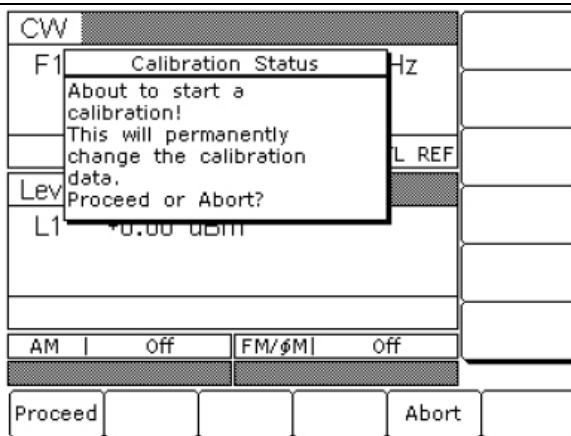 CW
F1 Hz
Calibration Status
About to start a
calibration!
This will permanently
change the calibration
data.
Proceed or Abort?
REF
L1
AM | Off FM/ϕM| Off
Proceed Abort